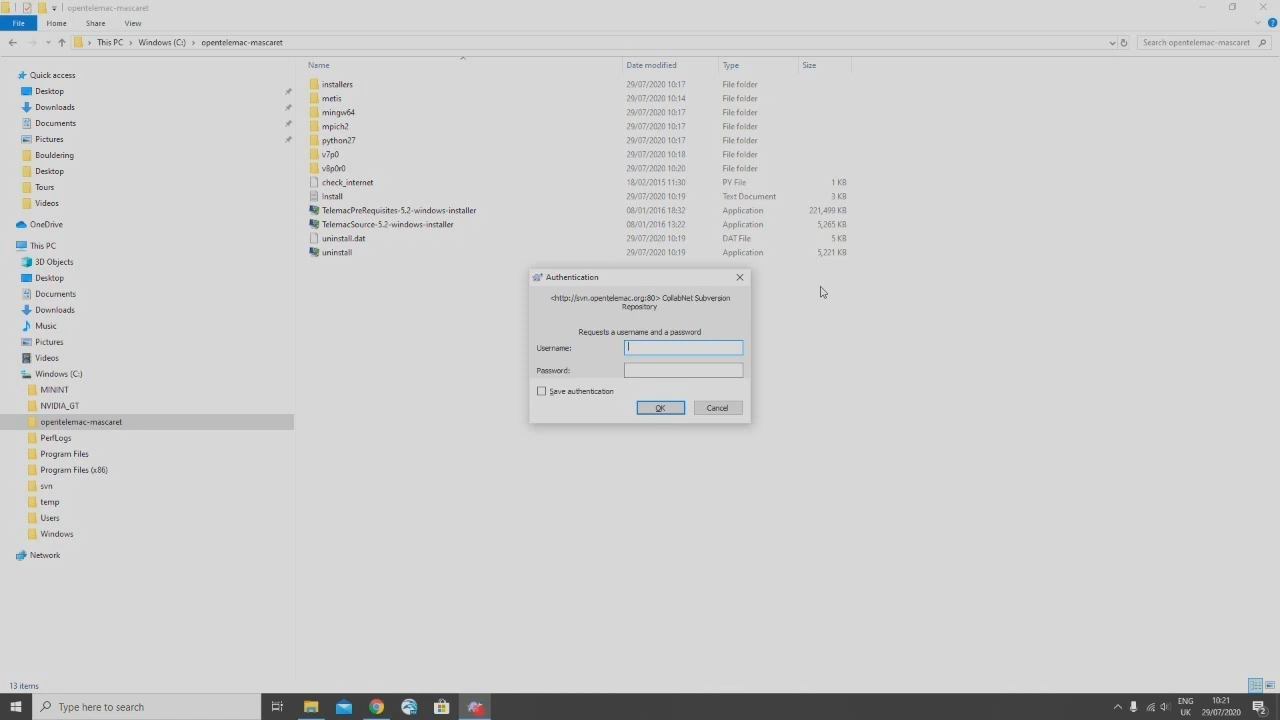 opentelemac-mascaret
File Home Share View
This PC Windows (C:) opentelemac-mascaret Search opentelemac-mascaret
Name Date modified Type Size
Quick access
Desktop
Downloads
Documents
Pictures
Bouldering
Desktop
Tours
Videos
OneDrive
This PC
3D Objects
Desktop
Documents
Downloads
Music
Pictures
Videos
Windows (C:)
MININT
NVIDIA_GT
opentelemac-mascaret
PerfLogs
Program Files
Program Files (x86)
svn
temp
Users
Windows
Network
installers 29/07/2020 10:17 File folder
metis 29/07/2020 10:14 File folder
mingw64 29/07/2020 10:17 File folder
mpich2 29/07/2020 10:17 File folder
python27 29/07/2020 10:17 File folder
v7p0 29/07/2020 10:18 File folder
v8p0r0 29/07/2020 10:20 File folder
check_internet 18/02/2015 11:30 PY File 1 KB
Install 29/07/2020 10:19 Text Document 3 KB
TelemacPreRequisites-5.2-windows-installer 08/01/2016 18:32 Application 221,499 KB
TelemacSource-5.2-windows-installer 08/01/2016 13:22 Application 5,265 KB
uninstall.dat 29/07/2020 10:19 DAT File 5 KB
uninstall 29/07/2020 10:19 Application 5,221 KB
Authentication
<http://svn.opentelemac.org:80> CollabNet Subversion
Repository
Requests a username and a password
Username:
Password:
Save authentication
OK Cancel
13 items
Type here to search
ENG
UK
10:21
29/07/2020
2